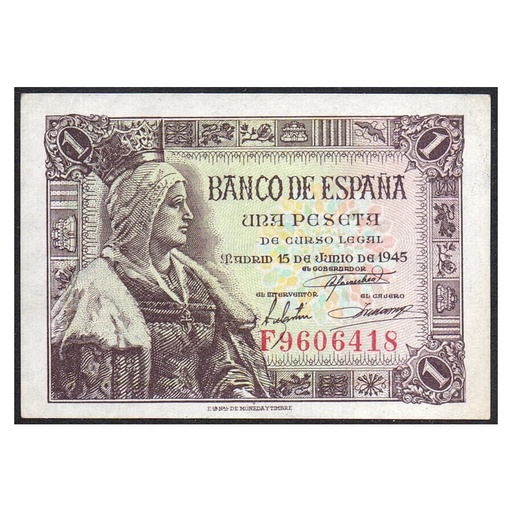 1
1
BANCO DE ESPAÑA
UNA PESETA
DE CURSO LEGAL
MADRID 15 DE JUNIO DE 1945
EL GOBERNADOR
EL INTERVENTOR
EL CAJERO
F9606418
1